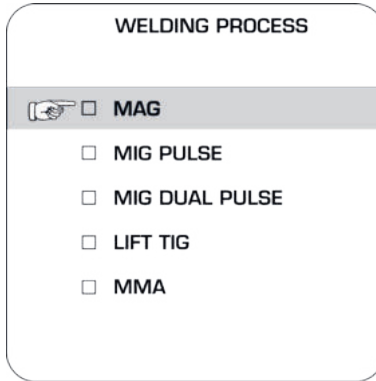 WELDING PROCESS
MAG
MIG PULSE
MIG DUAL PULSE
LIFT TIG
MMA